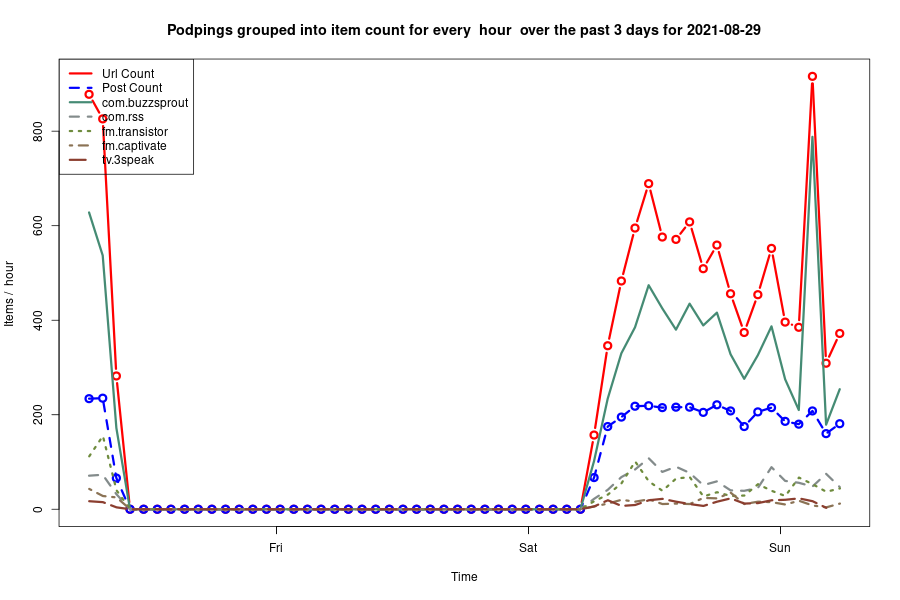 Podpings grouped into item count for every  hour  over the past 3 days for 2021-08-29
Url Count
Post Count
com.buzzsprout
com.rss
fm.transistor
fm.captivate
tv.3speak
Items /  hour
800
600
400
200
0
Fri
Sat
Sun
Time